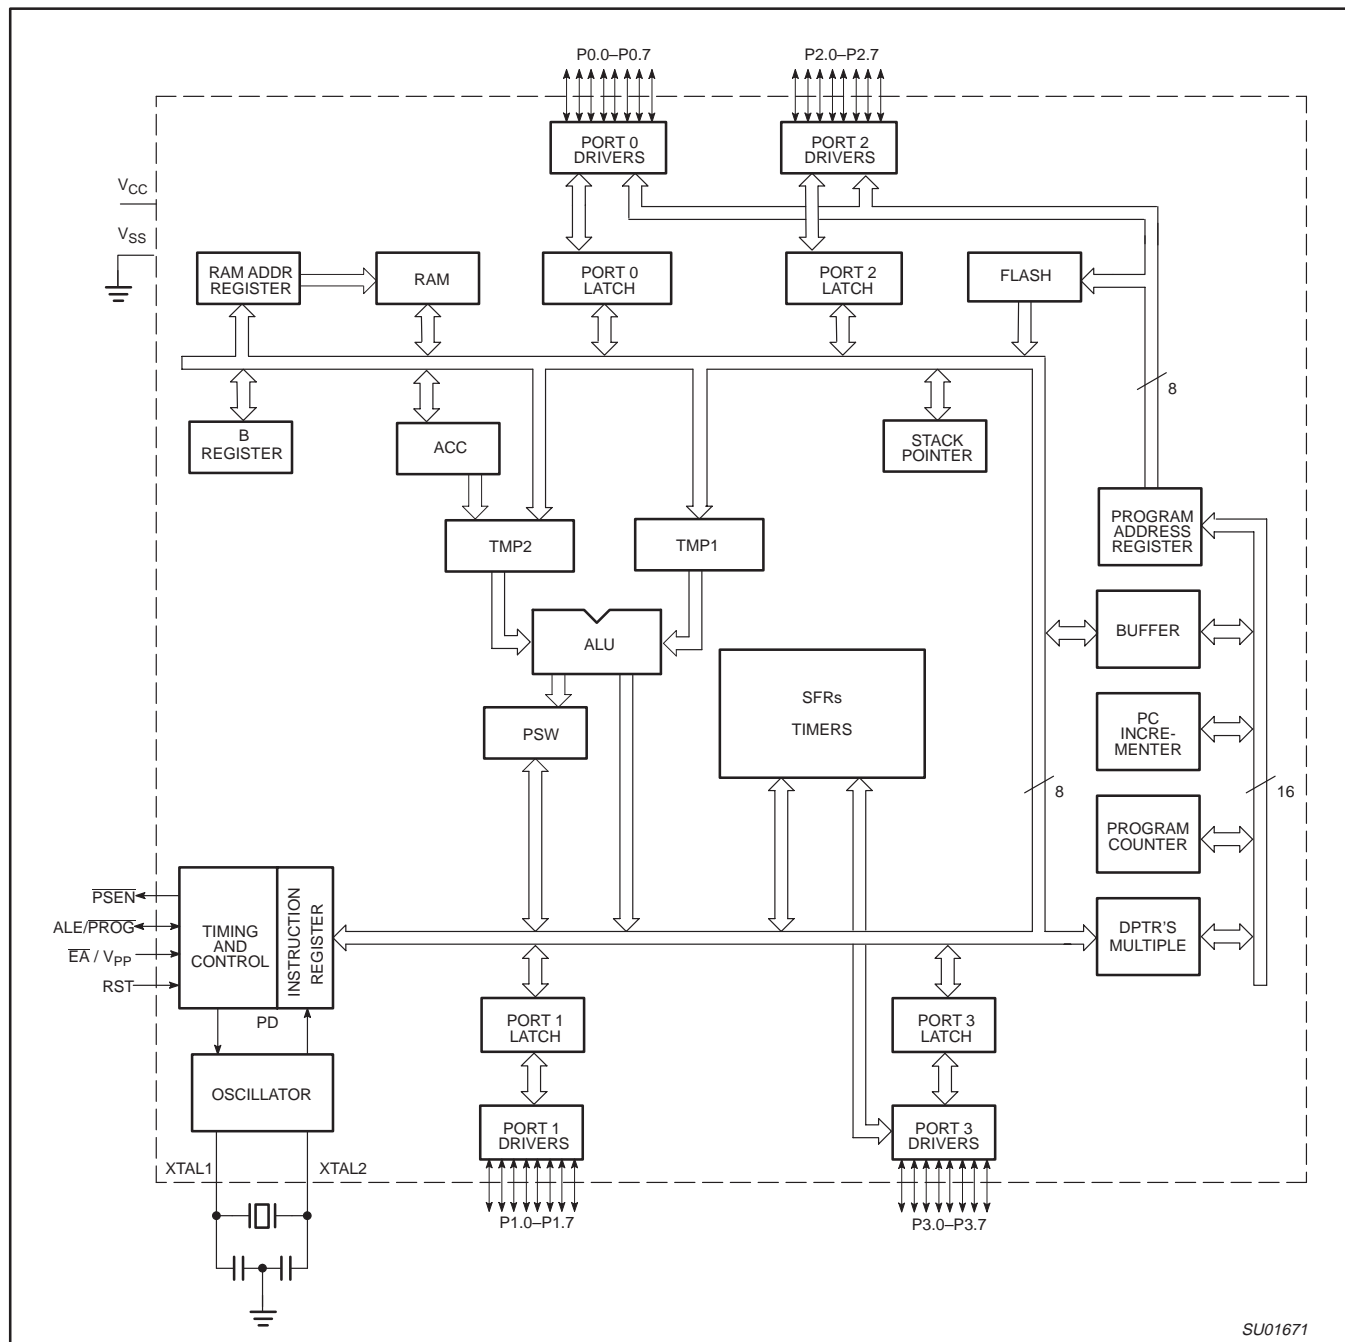 P0.0–P0.7
P2.0–P2.7
PORT 0
DRIVERS
PORT 2
DRIVERS
VCC
VSS
RAM ADDR
REGISTER
RAM
PORT 0
LATCH
PORT 2
LATCH
FLASH
8
B
REGISTER
ACC
STACK
POINTER
PROGRAM
ADDRESS
REGISTER
TMP2
TMP1
BUFFER
ALU
SFRs
TIMERS
PSW
PC
INCRE-
MENTER
8
16
PROGRAM
COUNTER
PSEN
ALE/PROG
EA / VPP
RST
TIMING
AND
CONTROL
INSTRUCTION
REGISTER
DPTR'S
MULTIPLE
PD
PORT 1
LATCH
PORT 3
LATCH
OSCILLATOR
PORT 1
DRIVERS
PORT 3
DRIVERS
XTAL1
XTAL2
P1.0–P1.7
P3.0–P3.7
SU01671